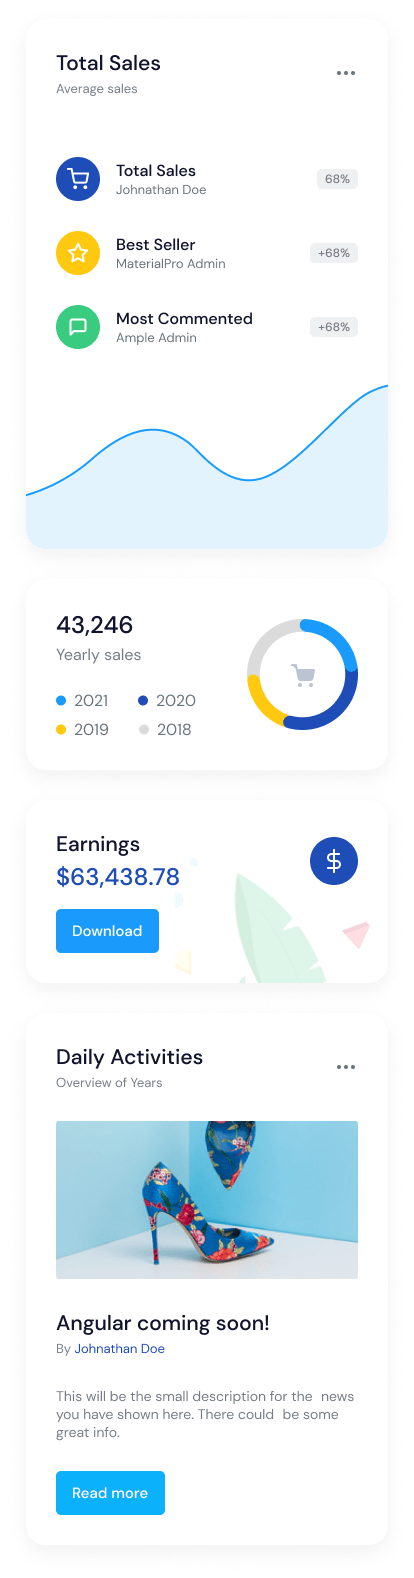 Total Sales
Average sales
Total Sales
Johnathan Doe
68%
Best Seller
MaterialPro Admin
+68%
Most Commented
Ample Admin
+68%
43,246
Yearly sales
2021
2020
2019
2018
Earnings
$63,438.78
$
Download
Daily Activities
Overview of Years
Angular coming soon!
By Johnathan Doe
This will be the small description for the  news
you have shown here. There could  be some
great info.
Read more